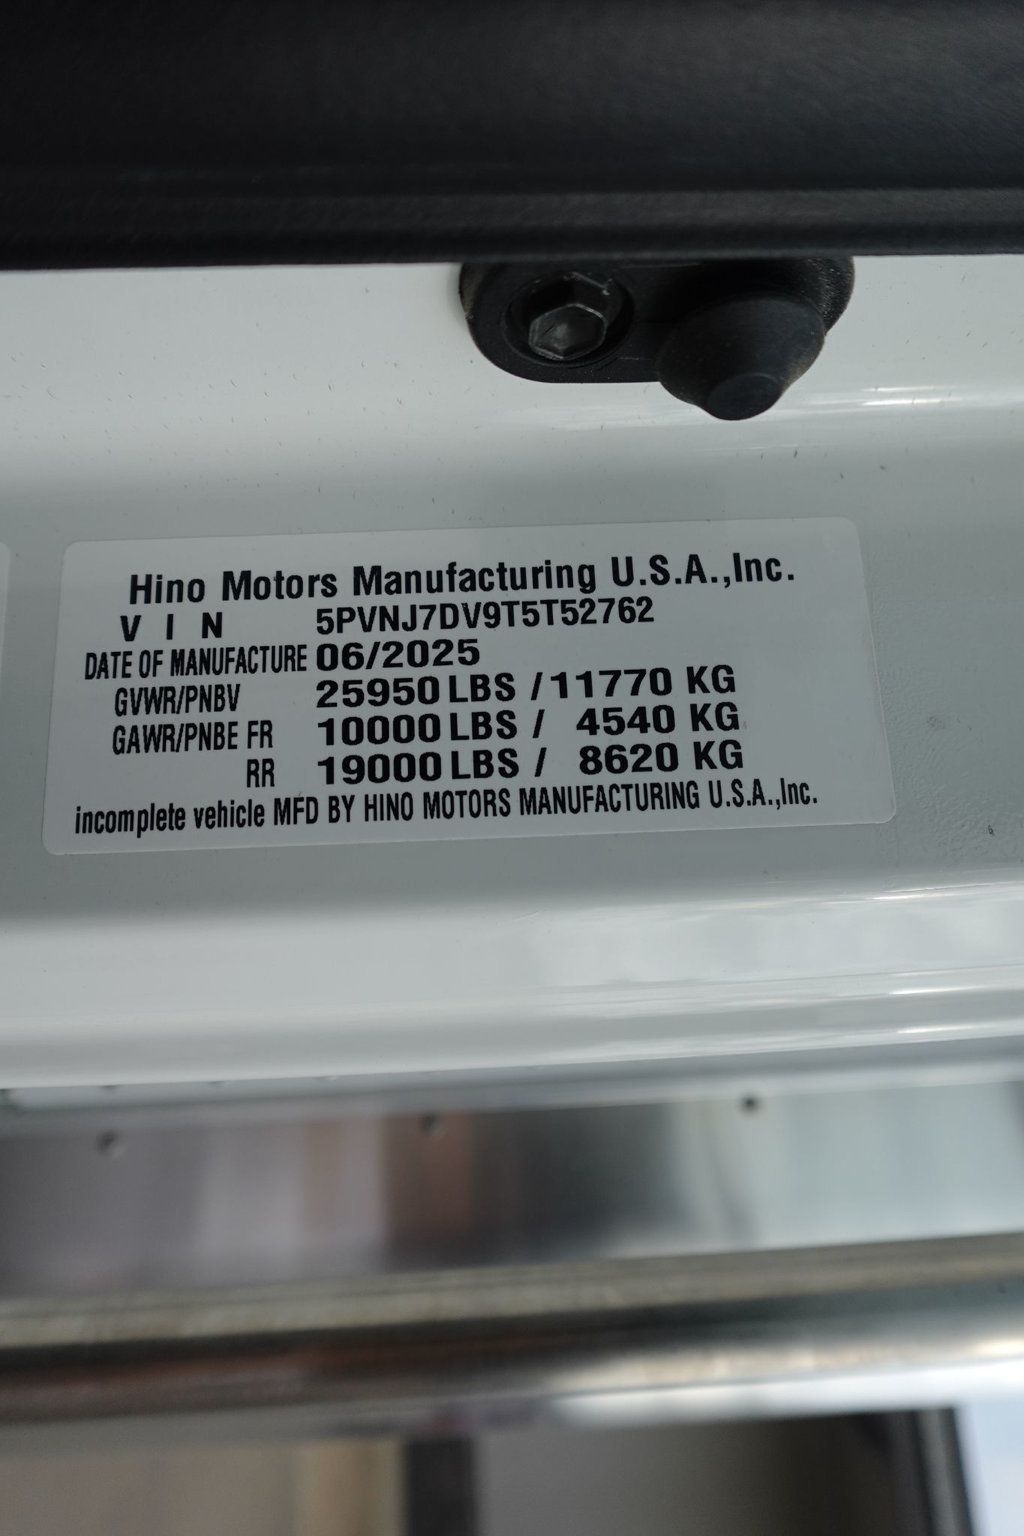 Hino Motors Manufacturing U.S.A.,Inc.
V I N 5PVNJ7DV9T5T52762
DATE OF MANUFACTURE 06/2025
GVWR/PNBV 25950 LBS / 11770 KG
GAWR/PNBE FR 10000 LBS / 4540 KG
RR 19000 LBS / 8620 KG
incomplete vehicle MFD BY HINO MOTORS MANUFACTURING U.S.A.,Inc.